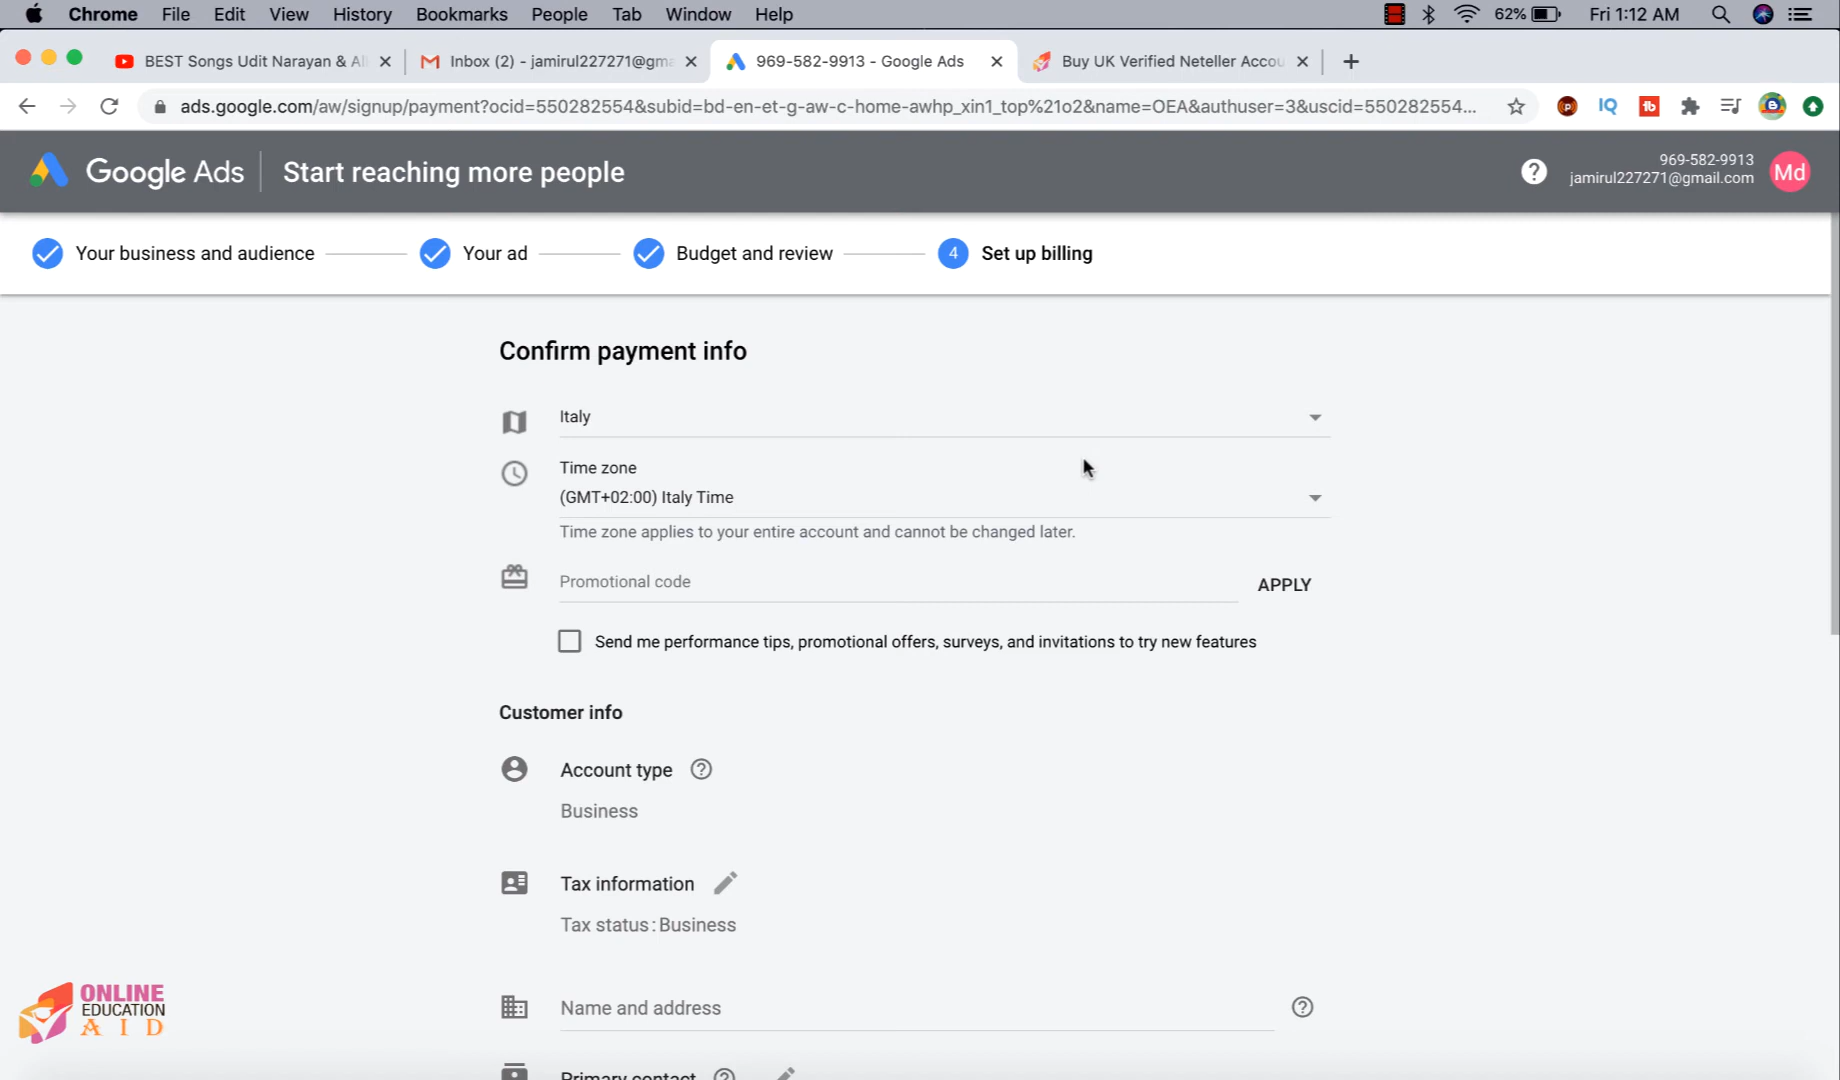 Chrome File Edit View History Bookmarks People Tab Window Help 62% Fri 1:12 AM
BEST Songs Udit Narayan & Al
Inbox (2) - jamirul227271@gma
969-582-9913 - Google Ads
Buy UK Verified Neteller Accou
ads.google.com/aw/signup/payment?ocid=550282554&subid=bd-en-et-g-aw-c-home-awhp_xin1_top%21o2&name=OEA&authuser=3&uscid=550282554...
IQ
Google Ads
Start reaching more people
969-582-9913
jamirul227271@gmail.com
Md
Your business and audience
Your ad
Budget and review
4 Set up billing
Confirm payment info
Italy
Time zone
(GMT+02:00) Italy Time
Time zone applies to your entire account and cannot be changed later.
Promotional code
APPLY
Send me performance tips, promotional offers, surveys, and invitations to try new features
Customer info
Account type
Business
Tax information
Tax status: Business
Name and address
Primary contact
ONLINE
EDUCATION
AID